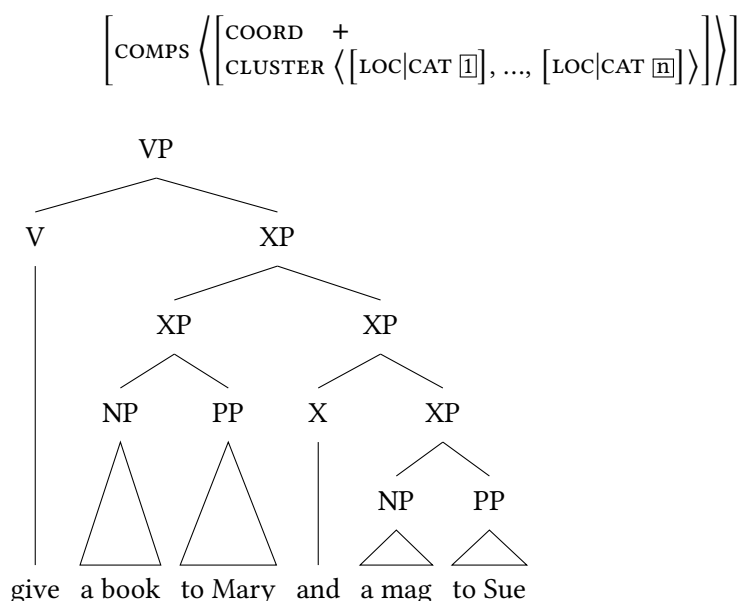 [COMPS ⟨[COORD +
CLUSTER ⟨[LOC|CAT 1], ..., [LOC|CAT n]⟩]⟩]
VP
V XP
XP XP
NP PP X XP
NP PP
give a book to Mary and a mag to Sue